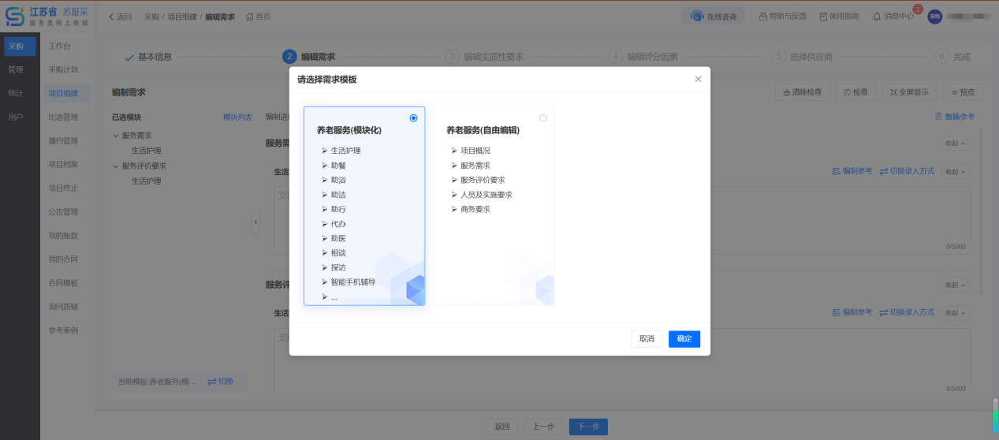 江苏省 苏服采
服务类网上商城
返回 采购 / 项目组建 / 编辑需求 首页
在线咨询 帮助与反馈 使用指南 消息中心 1 采购
采购
管理
统计
用户
工作台
采购计划
项目组建
比选管理
履约管理
项目档案
项目终止
公告管理
我的账款
我的合同
合同模板
询问质疑
参考案例
基本信息 2 编辑需求 3 编辑实质性要求 4 编辑评分因素 5 选择供应商 6 完成
编制需求 清除检查 检查 全屏显示 预览
已选模块 模块列表
服务需求
生活护理
服务评价要求
生活护理
当前模板:养老服务(模... 切换
编制进 整篇参考
服务需 收起
生活 编制参考 切换录入方式 收起
支
0/5000
服务评 收起
生活 编制参考 切换录入方式 收起
支
0/5000
请选择需求模板
养老服务(模块化)
生活护理
助餐
助浴
助洁
助行
代办
助医
相谈
探访
智能手机辅导
...
养老服务(自由编辑)
项目概况
服务需求
服务评价要求
人员及实施要求
商务要求
取消 确定
返回 上一步 下一步